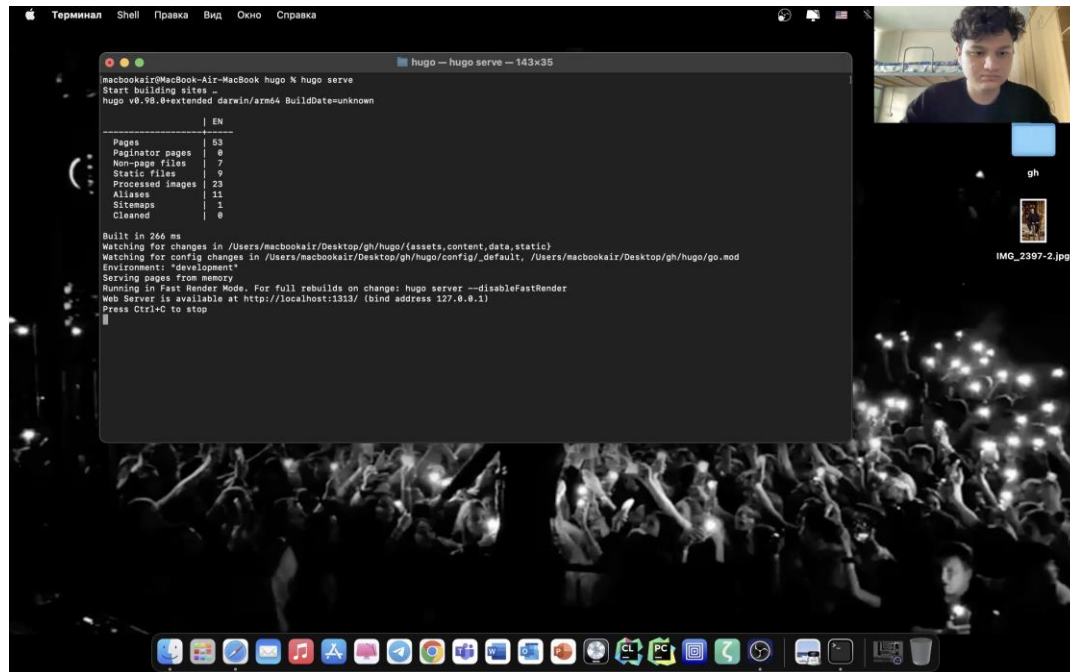 Терминал Shell Правка Вид Окно Справка
hugo — hugo serve — 143×35
macbookair@MacBook-Air-MacBook hugo % hugo serve
Start building sites …
hugo v0.98.0+extended darwin/arm64 BuildDate=unknown
| EN
-------------------+-----
Pages | 53
Paginator pages | 0
Non-page files | 7
Static files | 9
Processed images | 23
Aliases | 11
Sitemaps | 1
Cleaned | 0
Built in 266 ms
Watching for changes in /Users/macbookair/Desktop/gh/hugo/{assets,content,data,static}
Watching for config changes in /Users/macbookair/Desktop/gh/hugo/config/_default, /Users/macbookair/Desktop/gh/hugo/go.mod
Environment: "development"
Serving pages from memory
Running in Fast Render Mode. For full rebuilds on change: hugo server --disableFastRender
Web Server is available at http://localhost:1313/ (bind address 127.0.0.1)
Press Ctrl+C to stop
gh
IMG_2397-2.jpg
CL
PC